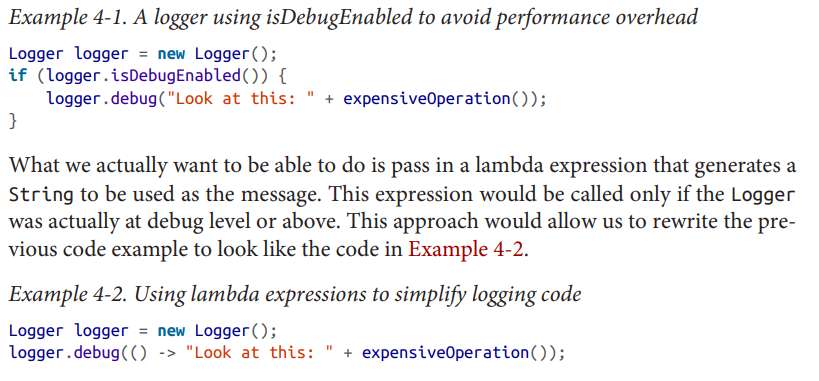 Example 4-1. A logger using isDebugEnabled to avoid performance overhead
Logger logger = new Logger();
if (logger.isDebugEnabled()) {
    logger.debug("Look at this: " + expensiveOperation());
}
What we actually want to be able to do is pass in a lambda expression that generates a
String to be used as the message. This expression would be called only if the Logger
was actually at debug level or above. This approach would allow us to rewrite the pre-
vious code example to look like the code in Example 4-2.
Example 4-2. Using lambda expressions to simplify logging code
Logger logger = new Logger();
logger.debug(() -> "Look at this: " + expensiveOperation());